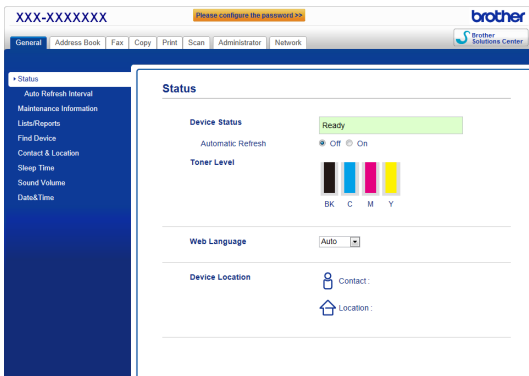 XXX-XXXXXXX
Please configure the password >>
brother
General Address Book Fax Copy Print Scan Administrator Network
Brother
Solutions Center
Status
Auto Refresh Interval
Maintenance Information
Lists/Reports
Find Device
Contact & Location
Sleep Time
Sound Volume
Date&Time
Status
Device Status Ready
Automatic Refresh Off On
Toner Level
BK C M Y
Web Language Auto
Device Location Contact :
Location :